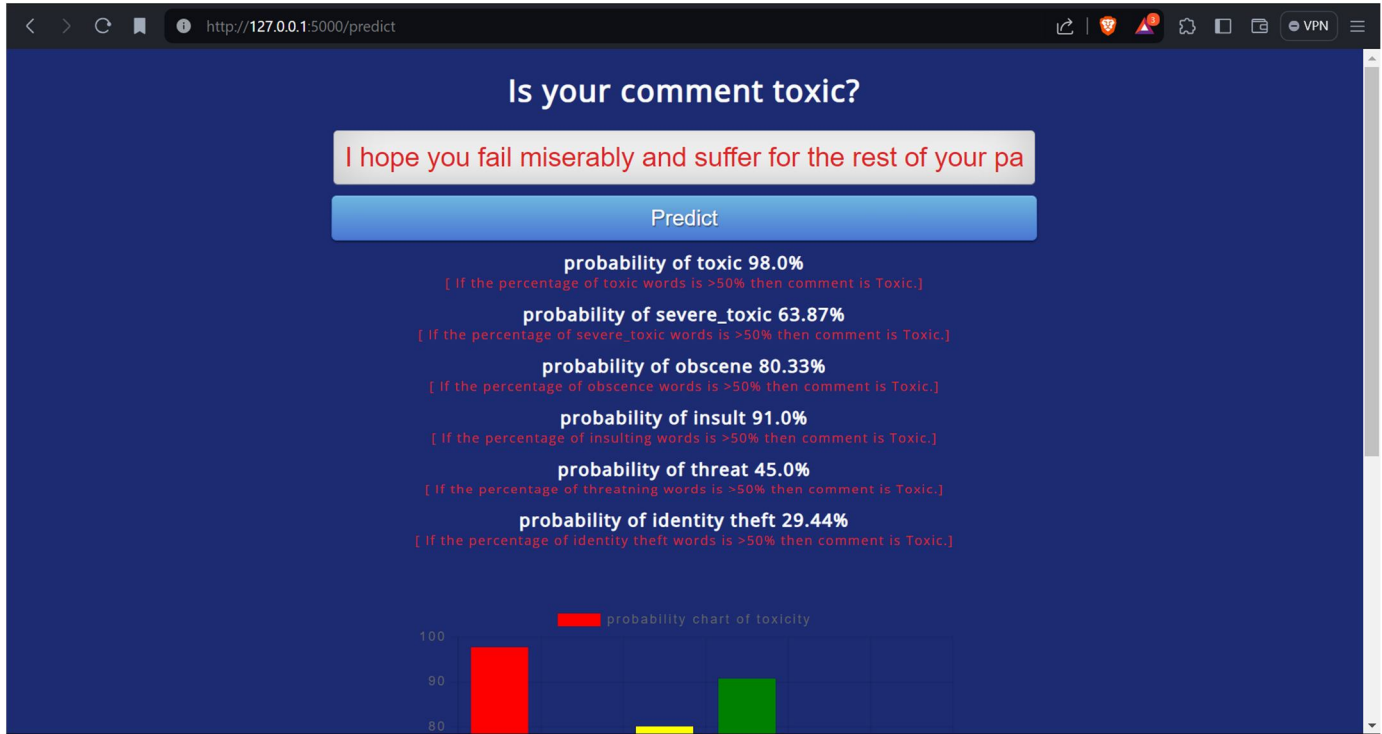 http://127.0.0.1:5000/predict
3
VPN
Is your comment toxic?
I hope you fail miserably and suffer for the rest of your pa
Predict
probability of toxic 98.0%
[ If the percentage of toxic words is >50% then comment is Toxic.]
probability of severe_toxic 63.87%
[ If the percentage of severe_toxic words is >50% then comment is Toxic.]
probability of obscene 80.33%
[ If the percentage of obscence words is >50% then comment is Toxic.]
probability of insult 91.0%
[ If the percentage of insulting words is >50% then comment is Toxic.]
probability of threat 45.0%
[ If the percentage of threatning words is >50% then comment is Toxic.]
probability of identity theft 29.44%
[ If the percentage of identity theft words is >50% then comment is Toxic.]
probability chart of toxicity
100
90
80